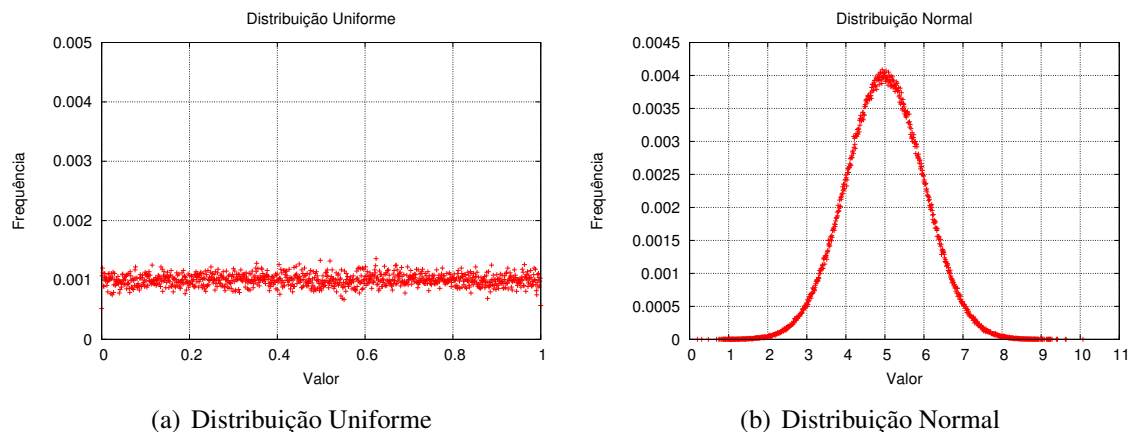 Distribuição Uniforme
0.005
0.004
0.003
0.002
0.001
0
Frequência
0 0.2 0.4 0.6 0.8 1
Valor
(a) Distribuição Uniforme
Distribuição Normal
0.0045
0.004
0.0035
0.003
0.0025
0.002
0.0015
0.001
0.0005
0
Frequência
0 1 2 3 4 5 6 7 8 9 10 11
Valor
(b) Distribuição Normal